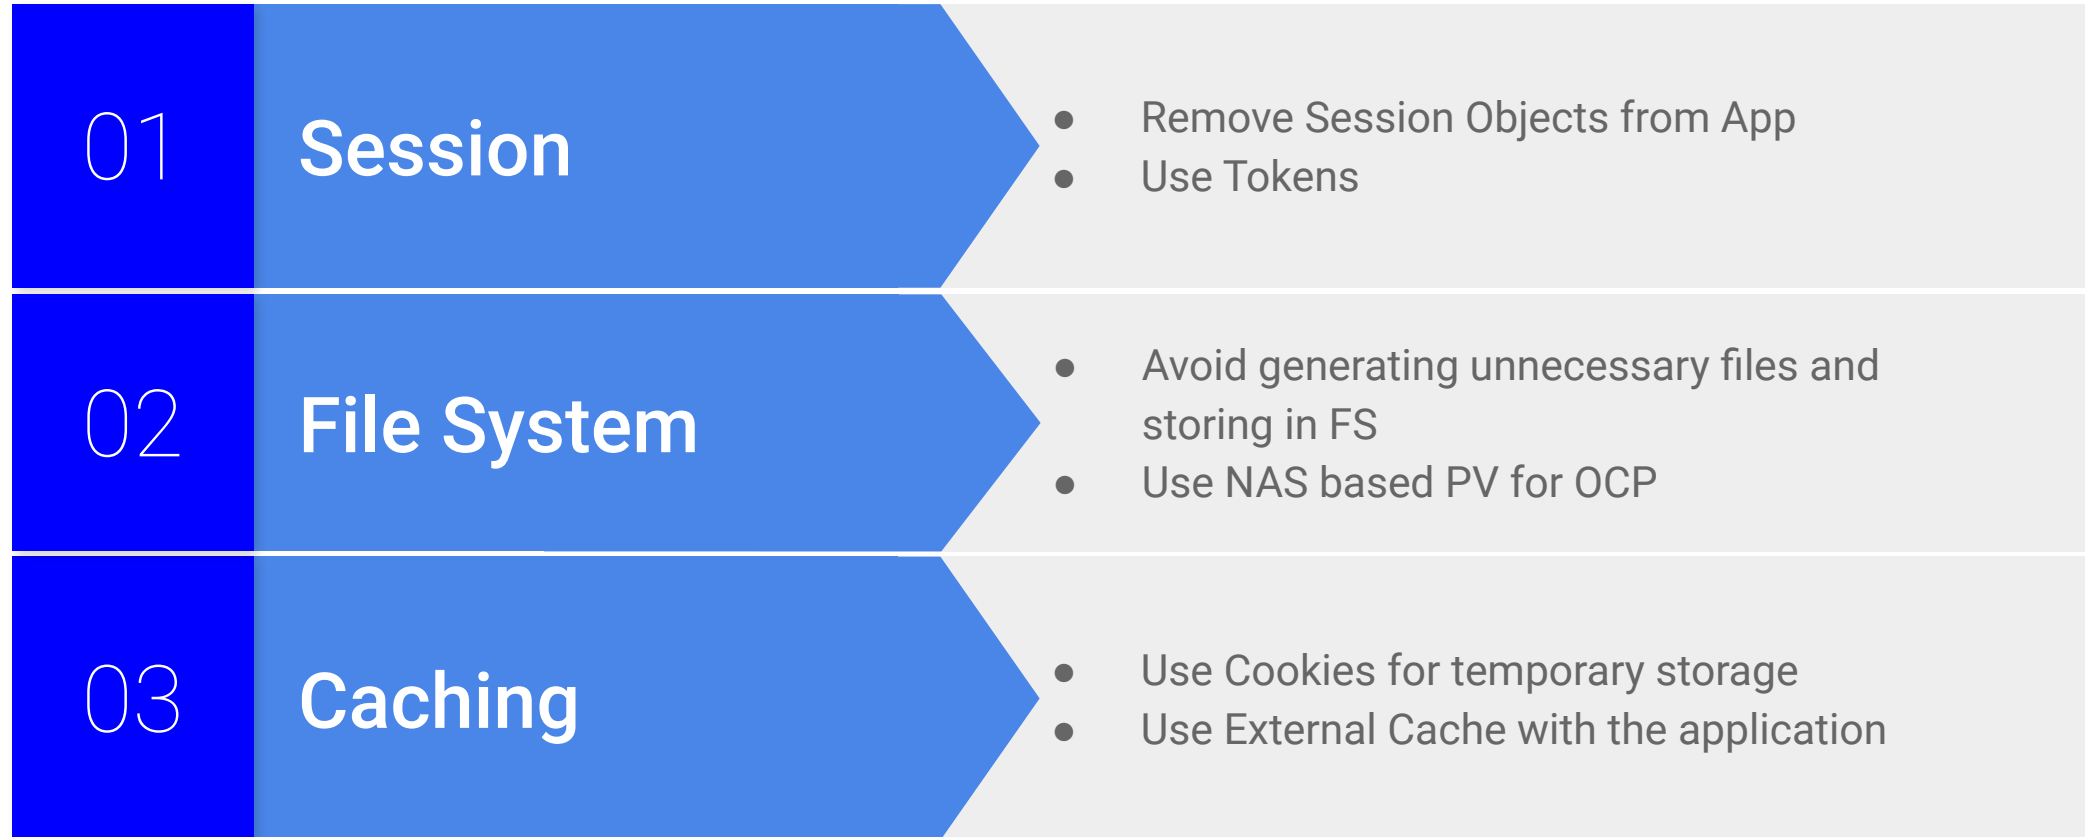 01
Session
● Remove Session Objects from App
● Use Tokens
02
File System
● Avoid generating unnecessary files and
storing in FS
● Use NAS based PV for OCP
03
Caching
● Use Cookies for temporary storage
● Use External Cache with the application